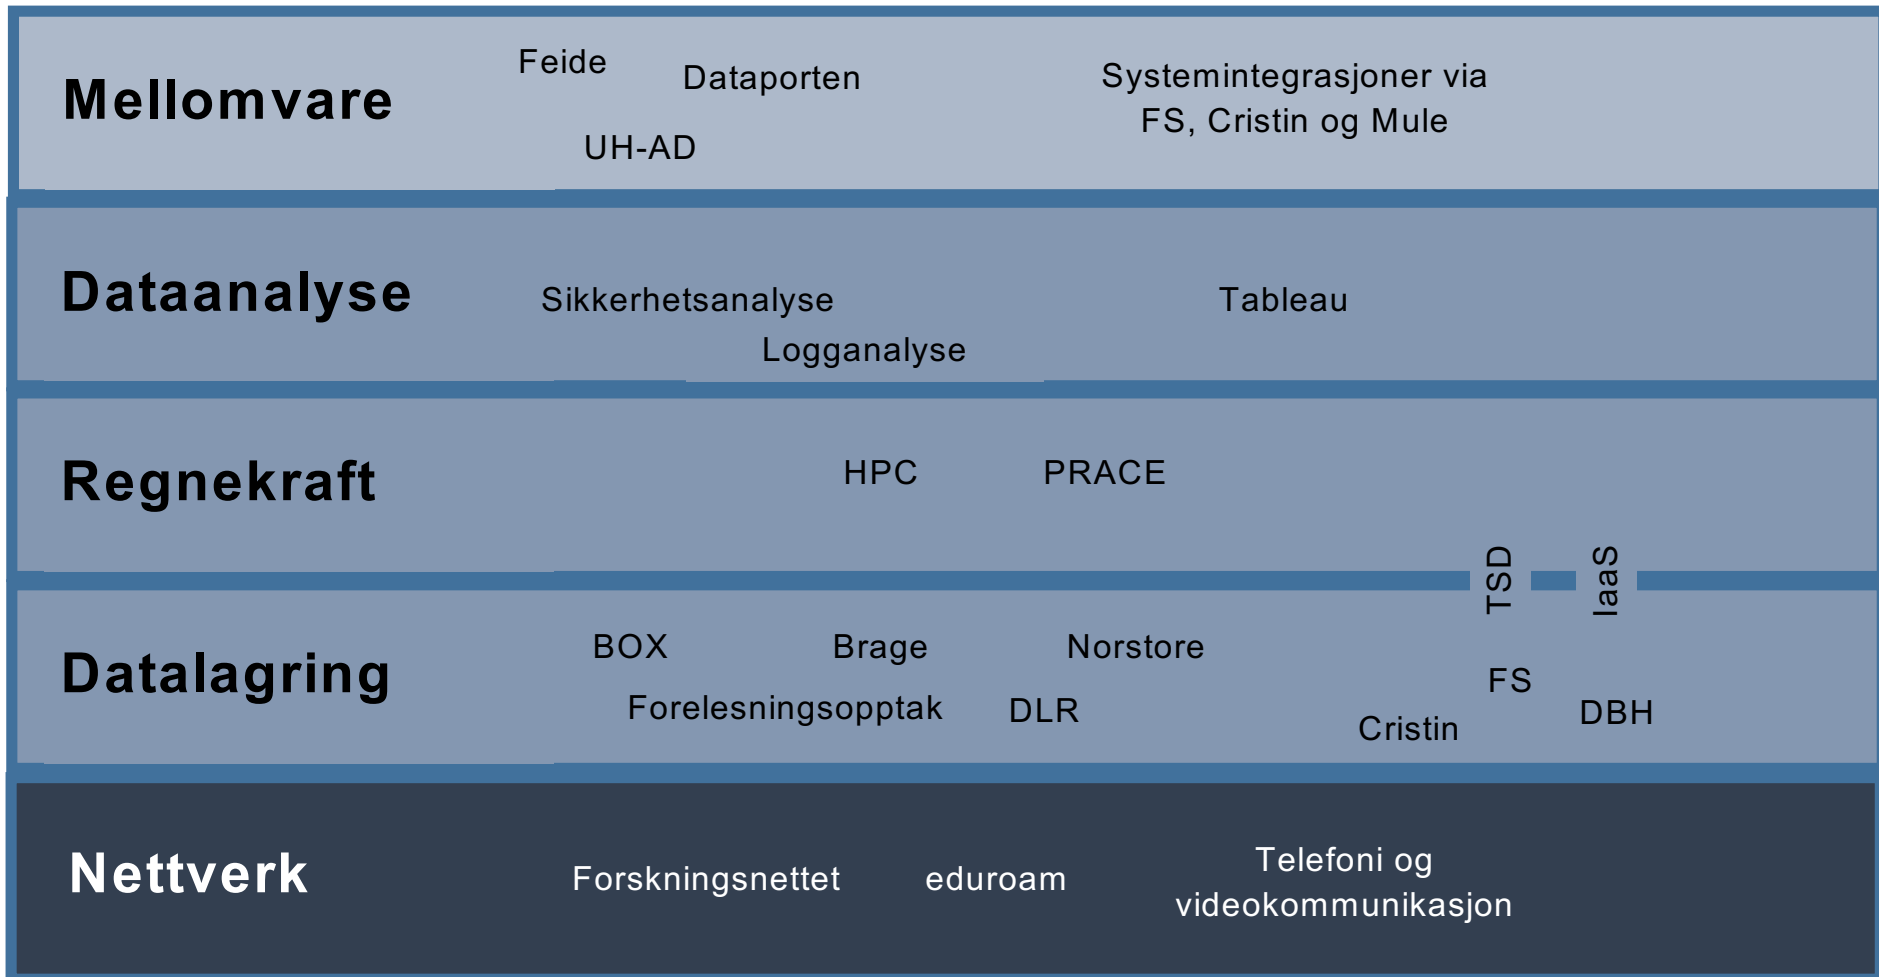 Mellomvare
Feide
Dataporten
UH-AD
Systemintegrasjoner via
FS, Cristin og Mule
Dataanalyse
Sikkerhetsanalyse
Logganalyse
Tableau
Regnekraft
HPC
PRACE
TSD
IaaS
Datalagring
BOX
Brage
Norstore
Forelesningsopptak
DLR
Cristin
FS
DBH
Nettverk
Forskningsnettet
eduroam
Telefoni og
videokommunikasjon